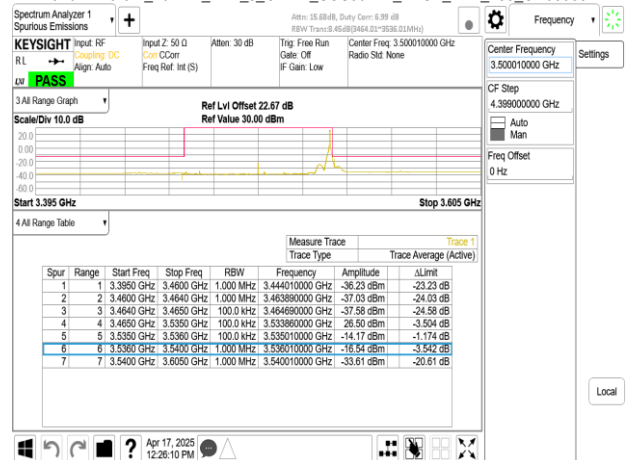 Spectrum Analyzer 1
Spurious Emissions
Attn: 15.68dB, Duty Corr: 6.99 dB
RBW Trans:8.45dB(3464.01~3536.01MHz)
Frequency
KEYSIGHT
Input: RF
Coupling: DC
Align: Auto
Input Z: 50 Ω
Corr CCorr
Freq Ref: Int (S)
Atten: 30 dB
Trig: Free Run
Gate: Off
IF Gain: Low
Center Freq: 3.500010000 GHz
Radio Std: None
RL
LXI
PASS
Center Frequency
3.500010000 GHz
Settings
CF Step
4.399000000 GHz
Auto
Man
Freq Offset
0 Hz
3 All Range Graph
Ref Lvl Offset 22.67 dB
Scale/Div 10.0 dB
Ref Value 30.00 dBm
20.0
0.00
-20.0
-40.0
-60.0
Start 3.395 GHz
Stop 3.605 GHz
4 All Range Table
Measure Trace Trace 1
Trace Type Trace Average (Active)
Spur Range Start Freq Stop Freq RBW Frequency Amplitude ΔLimit
1 1 3.3950 GHz 3.4600 GHz 1.000 MHz 3.444010000 GHz -36.23 dBm -23.23 dB
2 2 3.4600 GHz 3.4640 GHz 1.000 MHz 3.463890000 GHz -37.03 dBm -24.03 dB
3 3 3.4640 GHz 3.4650 GHz 100.0 kHz 3.464690000 GHz -37.58 dBm -24.58 dB
4 4 3.4650 GHz 3.5350 GHz 100.0 kHz 3.533860000 GHz 26.50 dBm -3.504 dB
5 5 3.5350 GHz 3.5360 GHz 100.0 kHz 3.535010000 GHz -14.17 dBm -1.174 dB
6 6 3.5360 GHz 3.5400 GHz 1.000 MHz 3.536010000 GHz -16.54 dBm -3.542 dB
7 7 3.5400 GHz 3.6050 GHz 1.000 MHz 3.540010000 GHz -33.61 dBm -20.61 dB
Local
?
Apr 17, 2025
12:26:10 PM